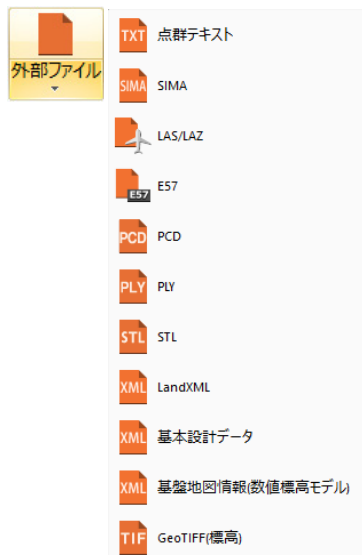 外部ファイル
TXT 点群テキスト
SIMA SIMA
LAS/LAZ
E57 E57
PCD PCD
PLY PLY
STL STL
XML LandXML
XML 基本設計データ
XML 基盤地図情報(数値標高モデル)
TIF GeoTIFF(標高)